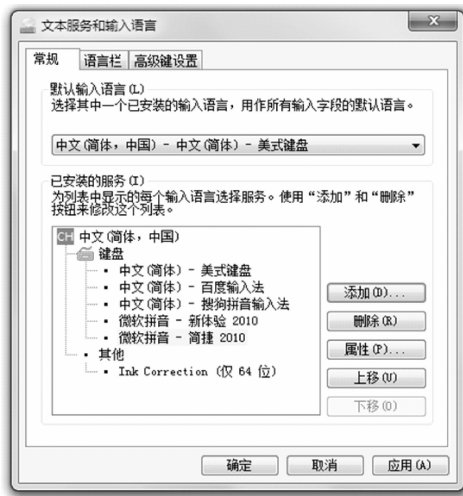 文本服务和输入语言
常规 语言栏 高级键设置
默认输入语言(L)
选择其中一个已安装的输入语言，用作所有输入字段的默认语言。
中文(简体，中国) - 中文(简体) - 美式键盘
已安装的服务(I)
为列表中显示的每个输入语言选择服务。使用“添加”和“删除”
按钮来修改这个列表。
CH 中文(简体，中国)
键盘
中文(简体) - 美式键盘
中文(简体) - 百度输入法
中文(简体) - 搜狗拼音输入法
微软拼音 - 新体验 2010
微软拼音 - 简捷 2010
其他
Ink Correction (仅 64 位)
添加(D)...
删除(R)
属性(P)...
上移(U)
下移(O)
确定 取消 应用(A)